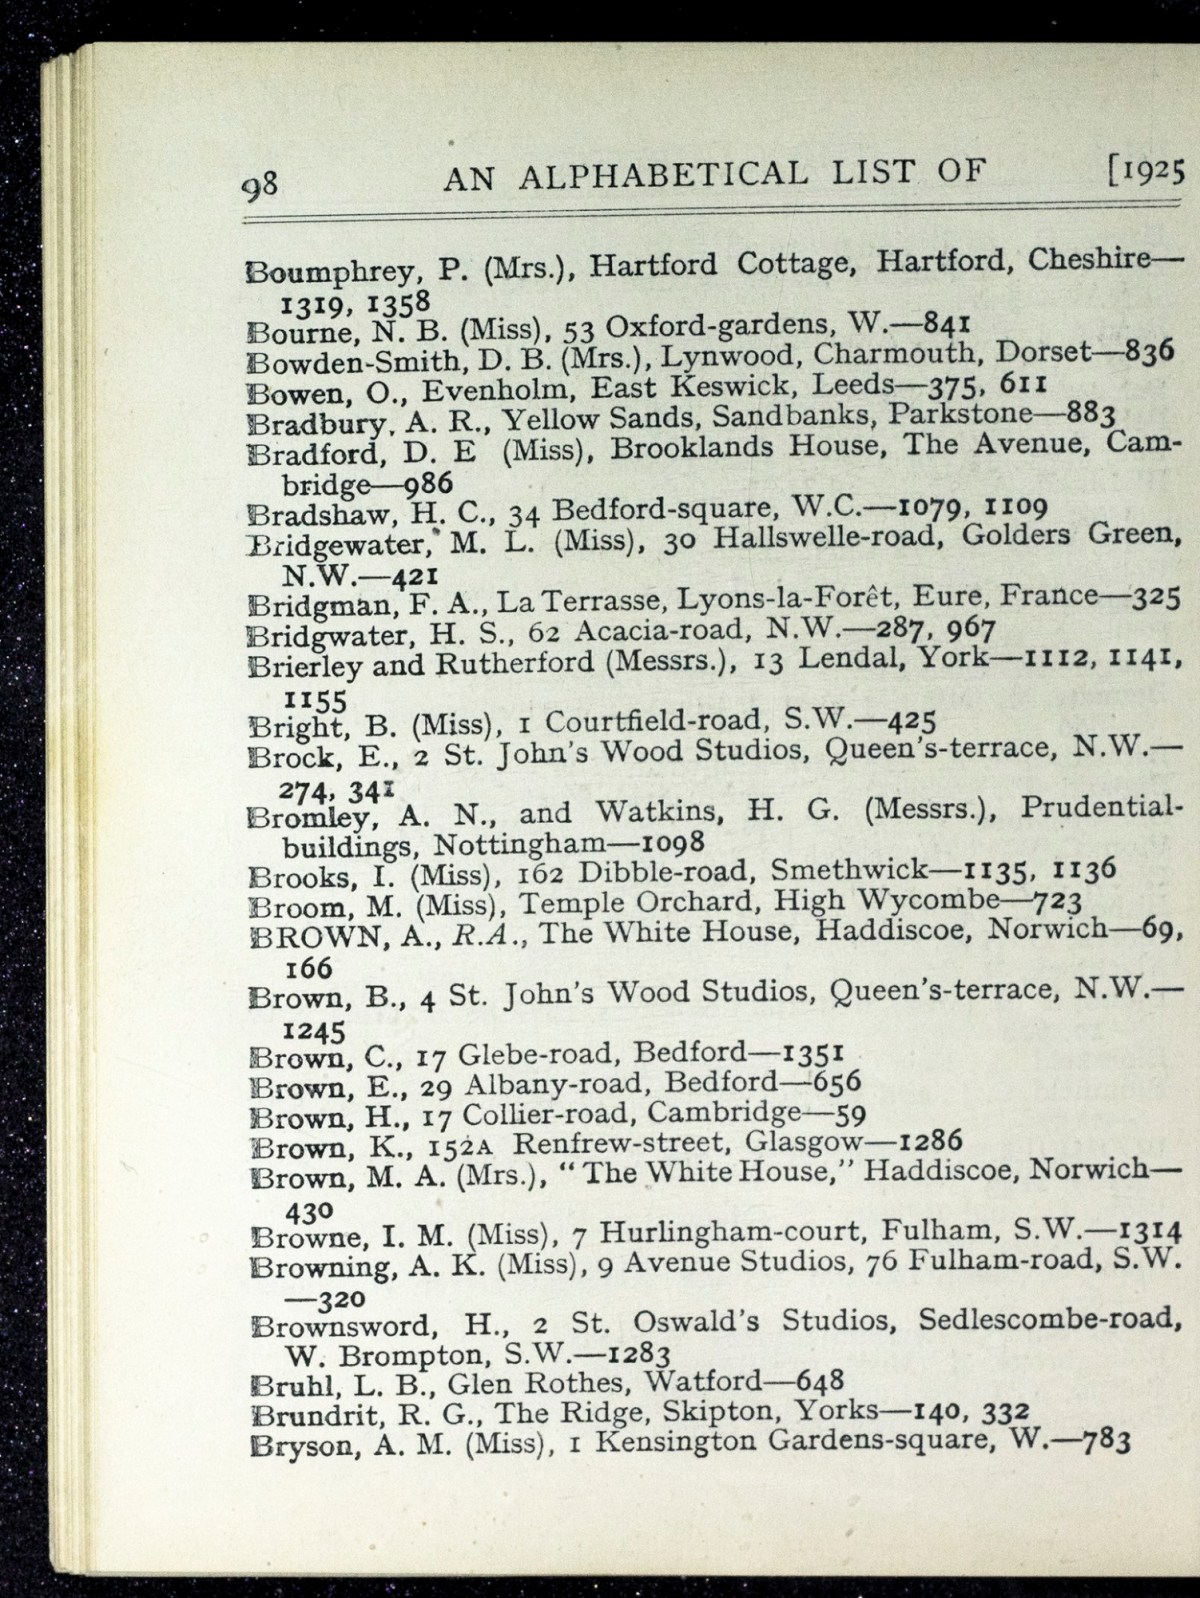 98 AN ALPHABETICAL LIST OF [1925
Boumphrey, P. (Mrs.), Hartford Cottage, Hartford, Cheshire—
1319, 1358
Bourne, N. B. (Miss), 53 Oxford-gardens, W.—841
Bowden-Smith, D. B. (Mrs.), Lynwood, Charmouth, Dorset—836
Bowen, O., Evenholm, East Keswick, Leeds—375, 611
Bradbury, A. R., Yellow Sands, Sandbanks, Parkstone—883
Bradford, D. E (Miss), Brooklands House, The Avenue, Cam-
bridge—986
Bradshaw, H. C., 34 Bedford-square, W.C.—1079, 1109
Bridgewater, M. L. (Miss), 30 Hallswelle-road, Golders Green,
N.W.—421
Bridgman, F. A., La Terrasse, Lyons-la-Forêt, Eure, France—325
Bridgwater, H. S., 62 Acacia-road, N.W.—287, 967
Brierley and Rutherford (Messrs.), 13 Lendal, York—1112, 1141,
1155
Bright, B. (Miss), 1 Courtfield-road, S.W.—425
Brock, E., 2 St. John's Wood Studios, Queen's-terrace, N.W.—
274, 341
Bromley, A. N., and Watkins, H. G. (Messrs.), Prudential-
buildings, Nottingham—1098
Brooks, I. (Miss), 162 Dibble-road, Smethwick—1135, 1136
Broom, M. (Miss), Temple Orchard, High Wycombe—723
BROWN, A., R.A., The White House, Haddiscoe, Norwich—69,
166
Brown, B., 4 St. John's Wood Studios, Queen's-terrace, N.W.—
1245
Brown, C., 17 Glebe-road, Bedford—1351
Brown, E., 29 Albany-road, Bedford—656
Brown, H., 17 Collier-road, Cambridge—59
Brown, K., 152A Renfrew-street, Glasgow—1286
Brown, M. A. (Mrs.), "The White House," Haddiscoe, Norwich—
430
Browne, I. M. (Miss), 7 Hurlingham-court, Fulham, S.W.—1314
Browning, A. K. (Miss), 9 Avenue Studios, 76 Fulham-road, S.W.
—320
Brownsword, H., 2 St. Oswald's Studios, Sedlescombe-road,
W. Brompton, S.W.—1283
Bruhl, L. B., Glen Rothes, Watford—648
Brundrit, R. G., The Ridge, Skipton, Yorks—140, 332
Bryson, A. M. (Miss), 1 Kensington Gardens-square, W.—783